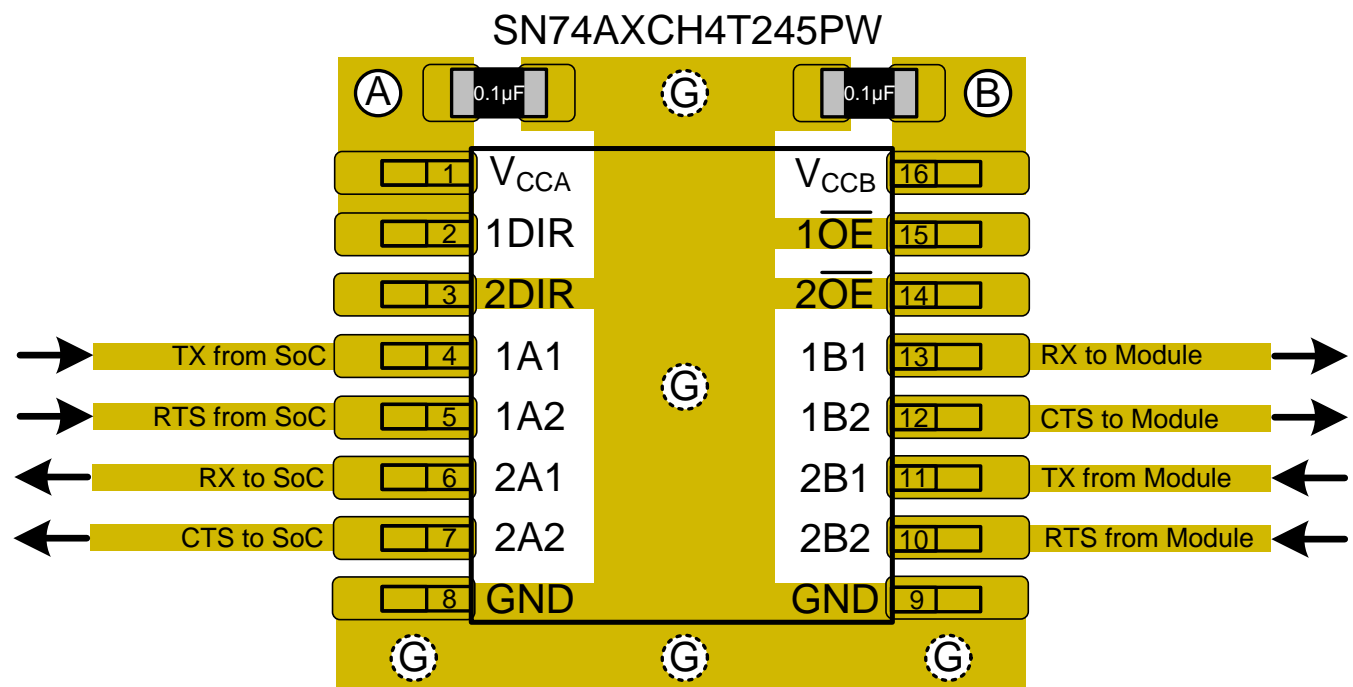 SN74AXCH4T245PW
A 0.1µF G 0.1µF B
1 VCCA VCCB 16
2 1DIR 1OE 15
3 2DIR 2OE 14
TX from SoC 4 1A1 1B1 13 RX to Module
G
RTS from SoC 5 1A2 1B2 12 CTS to Module
RX to SoC 6 2A1 2B1 11 TX from Module
CTS to SoC 7 2A2 2B2 10 RTS from Module
8 GND GND 9
G G G